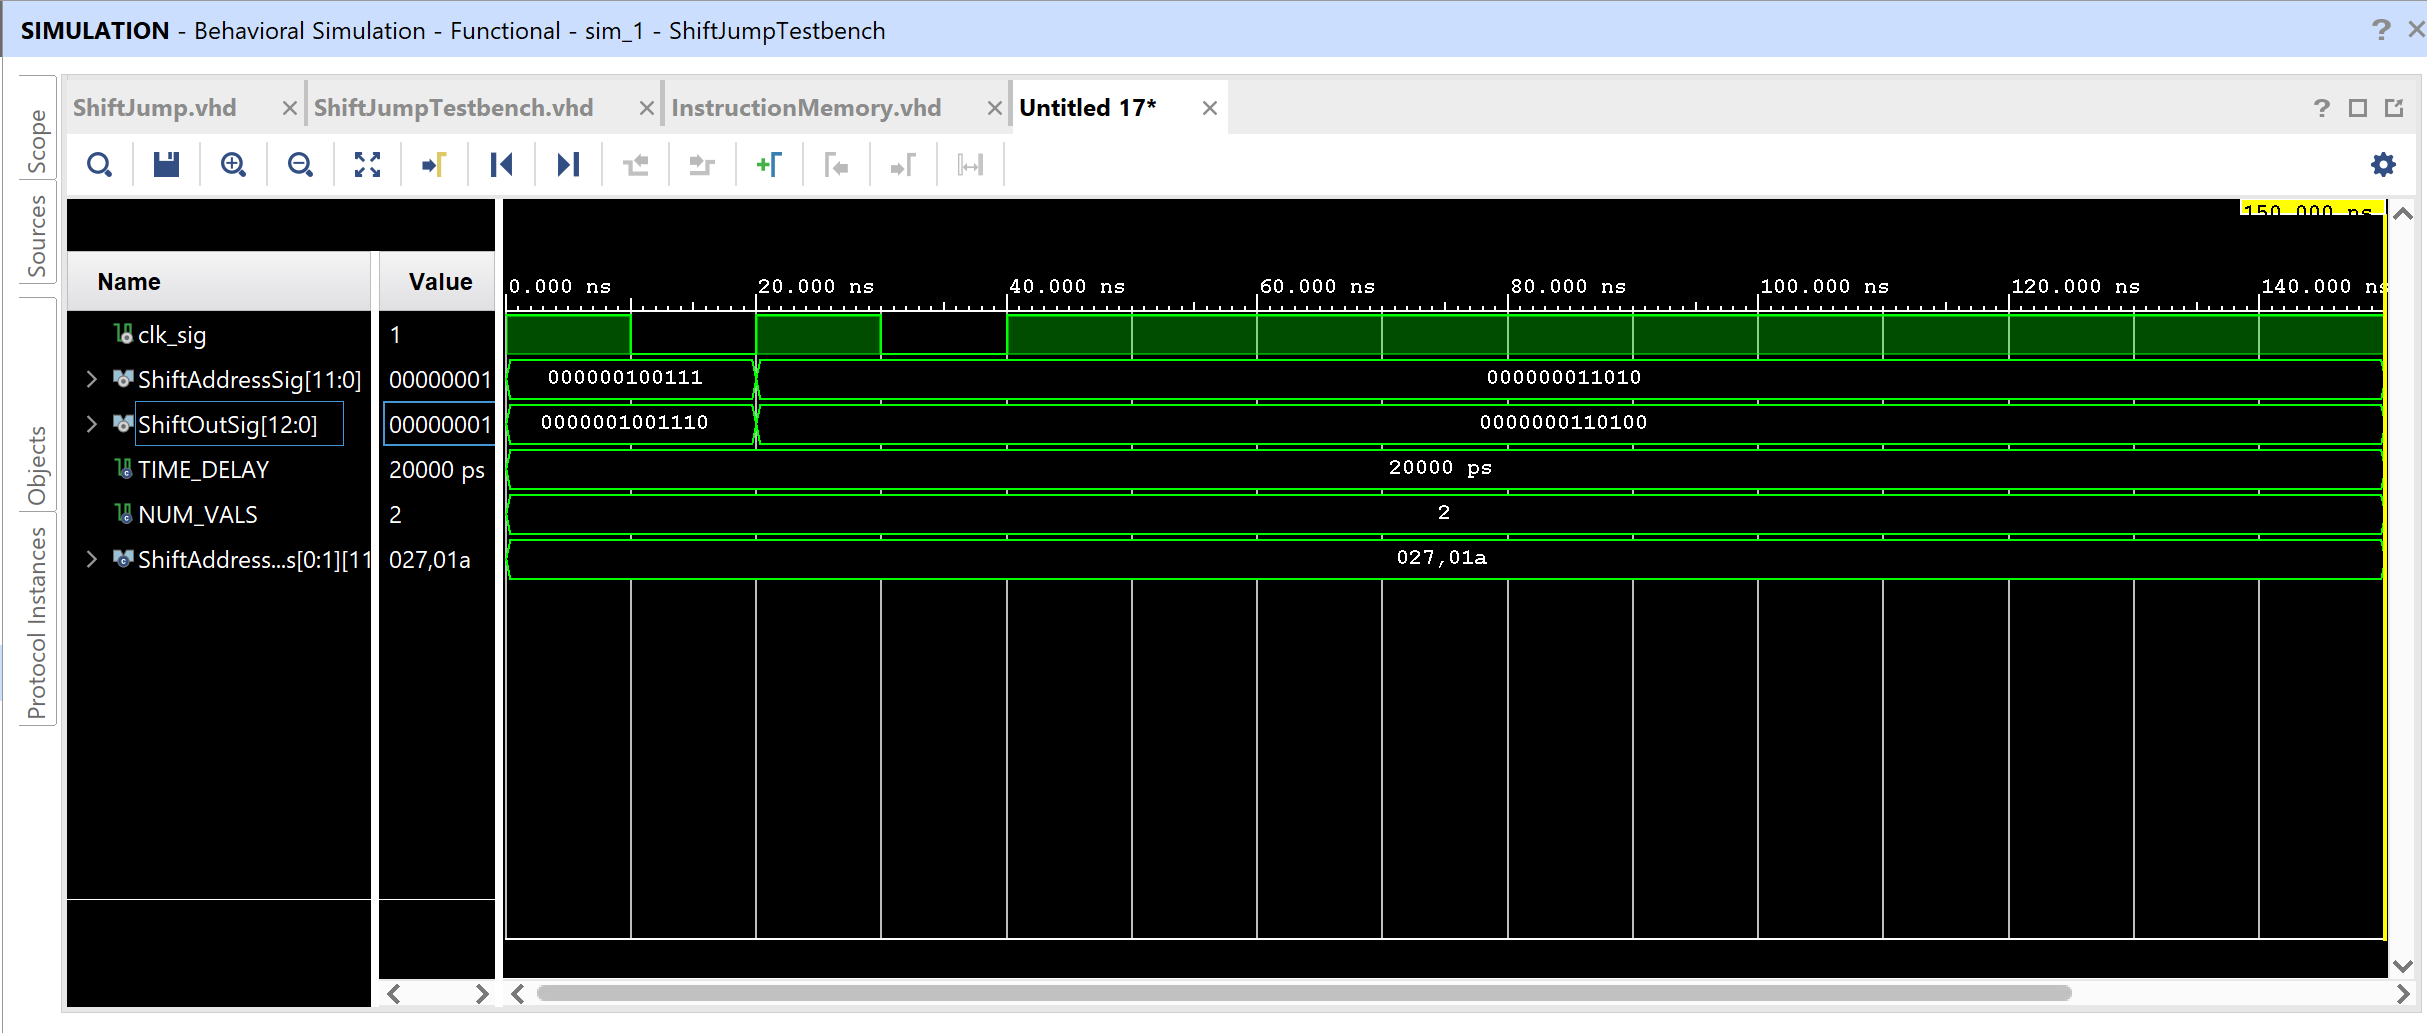 SIMULATION - Behavioral Simulation - Functional - sim_1 - ShiftJumpTestbench
ShiftJump.vhd
ShiftJumpTestbench.vhd
InstructionMemory.vhd
Untitled 17*
Scope
Sources
Objects
Protocol Instances
150.000 ns
Name
Value
0.000 ns 20.000 ns 40.000 ns 60.000 ns 80.000 ns 100.000 ns 120.000 ns 140.000 ns
clk_sig 1
ShiftAddressSig[11:0] 00000001 000000100111 000000011010
ShiftOutSig[12:0] 00000001 0000001001110 0000000110100
TIME_DELAY 20000 ps 20000 ps
NUM_VALS 2 2
ShiftAddress...s[0:1][11 027,01a 027,01a